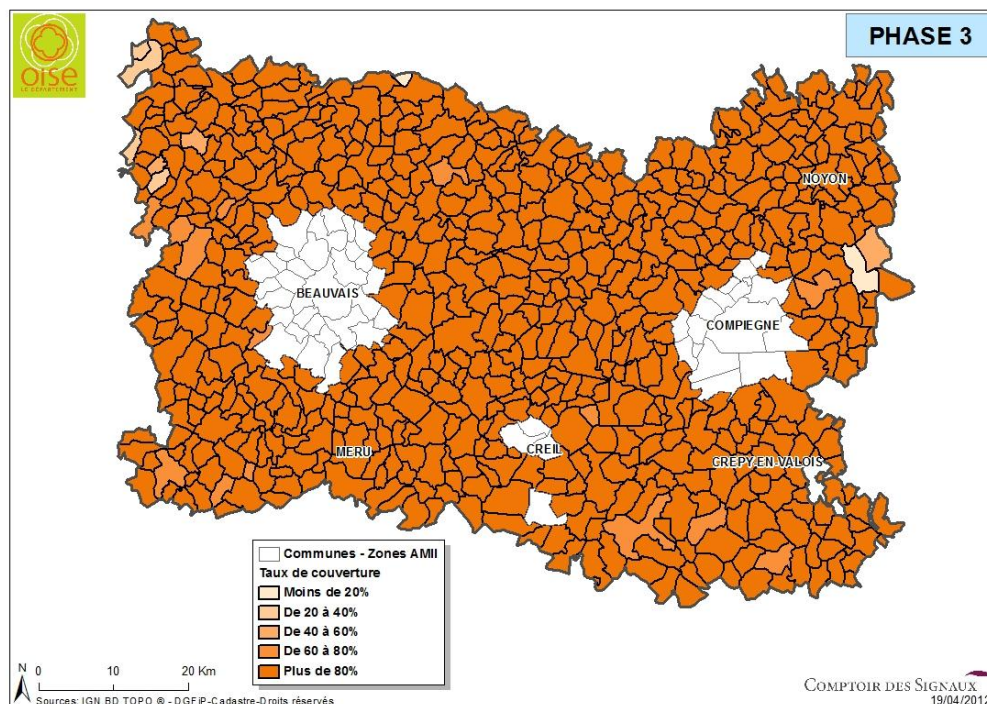 oise
LE DÉPARTEMENT
PHASE 3
NOYON
BEAUVAIS
COMPIEGNE
MERU
CREIL
CREPY-EN-VALOIS
Communes - Zones AMII
Taux de couverture
Moins de 20%
De 20 à 40%
De 40 à 60%
De 60 à 80%
Plus de 80%
N
0 10 20 Km
Sources: IGN BD TOPO ® - DGFiP-Cadastre-Droits réservés
COMPTOIR DES SIGNAUX
19/04/2012